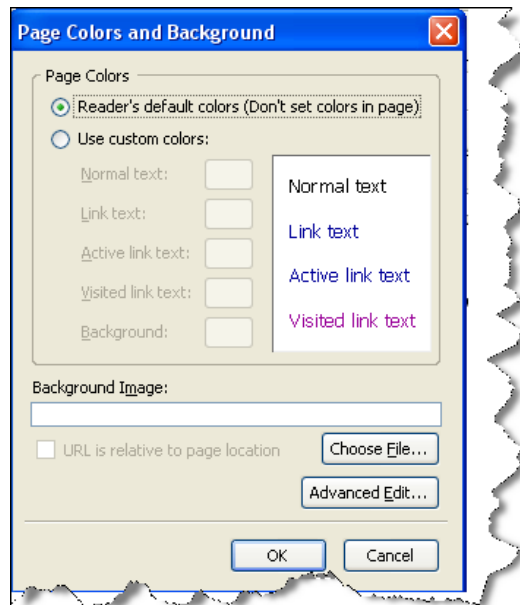 Page Colors and Background
Page Colors
Reader's default colors (Don't set colors in page)
Use custom colors:
Normal text:
Link text:
Active link text:
Visited link text:
Background:
Normal text
Link text
Active link text
Visited link text
Background Image:
URL is relative to page location
Choose File...
Advanced Edit...
OK
Cancel